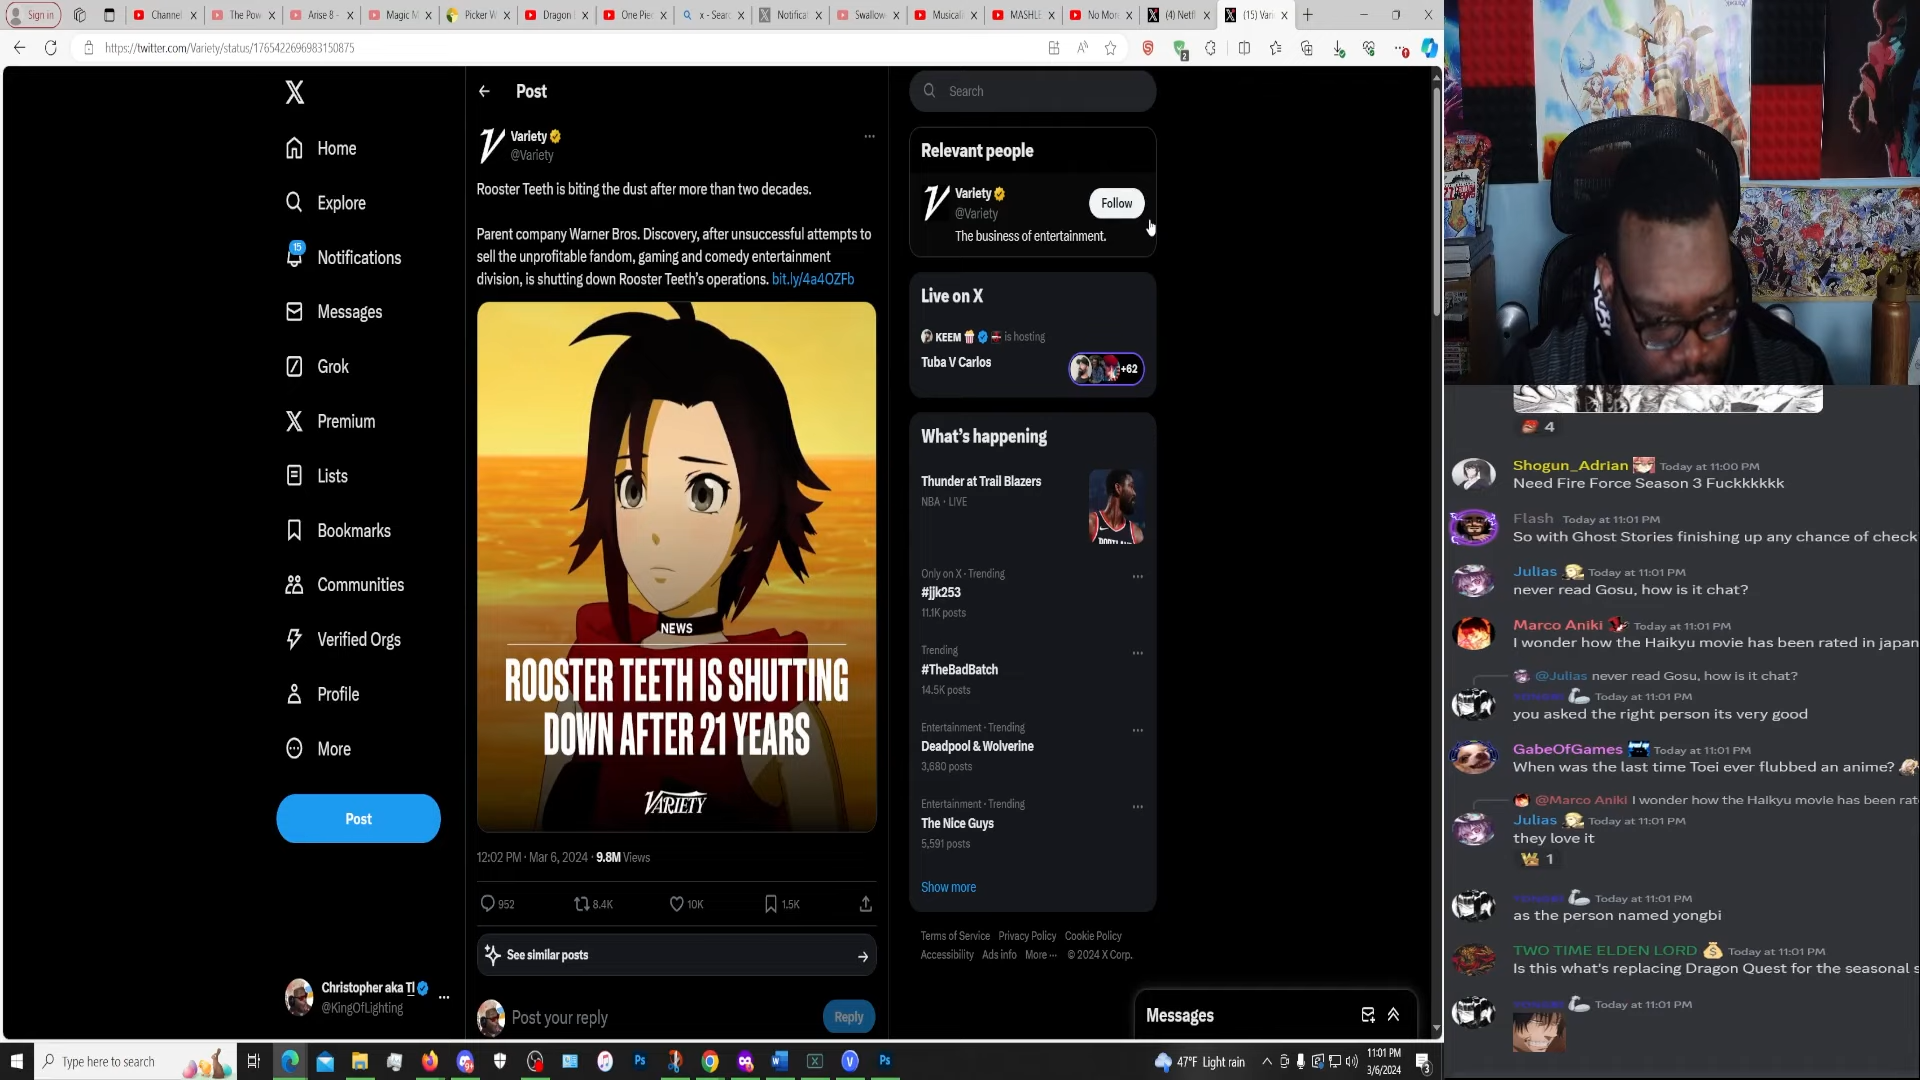 Sign in
Channel
The Pow
Arise 8 -
Magic M
Picker W
Dragon
One Pie
x - Sear
Notificat
Swallow
Musical
MASHLE
No More
(4) Netf
(15) Vari
https://twitter.com/Variety/status/1765422696983150875
Home
Explore
15
Notifications
Messages
Grok
Premium
Lists
Bookmarks
Communities
Verified Orgs
Profile
More
Post
Christopher aka T
@KingOfLighting
Post
Variety
@Variety
Rooster Teeth is biting the dust after more than two decades.
Parent company Warner Bros. Discovery, after unsuccessful attempts to
sell the unprofitable fandom, gaming and comedy entertainment
division, is shutting down Rooster Teeth's operations. bit.ly/4a4OZFb
NEWS
ROOSTER TEETH IS SHUTTING
DOWN AFTER 21 YEARS
VARIETY
12:02 PM · Mar 6, 2024 · 9.8M Views
952 8.4K 10K 1.5K
See similar posts
Post your reply
Reply
Search
Relevant people
Variety
@Variety
Follow
The business of entertainment.
Live on X
KEEM is hosting
Tuba V Carlos
+62
What's happening
Thunder at Trail Blazers
NBA · LIVE
Only on X · Trending
#jjk253
11.1K posts
Trending
#TheBadBatch
14.5K posts
Entertainment · Trending
Deadpool & Wolverine
3,680 posts
Entertainment · Trending
The Nice Guys
5,591 posts
Show more
Terms of Service Privacy Policy Cookie Policy
Accessibility Ads info More ··· © 2024 X Corp.
Messages
4
Shogun_Adrian Today at 11:00 PM
Need Fire Force Season 3 Fuckkkkkk
Flash Today at 11:01 PM
So with Ghost Stories finishing up any chance of check
Julias Today at 11:01 PM
never read Gosu, how is it chat?
Marco Aniki Today at 11:01 PM
I wonder how the Haikyu movie has been rated in japan
@Julias never read Gosu, how is it chat?
Today at 11:01 PM
you asked the right person its very good
GabeOfGames Today at 11:01 PM
When was the last time Toei ever flubbed an anime?
@Marco Aniki I wonder how the Haikyu movie has been rat
Julias Today at 11:01 PM
they love it
1
Today at 11:01 PM
as the person named yongbi
TWO TIME ELDEN LORD Today at 11:01 PM
Is this what's replacing Dragon Quest for the seasonal s
Today at 11:01 PM
Type here to search
47°F Light rain
11:01 PM
3/6/2024
3